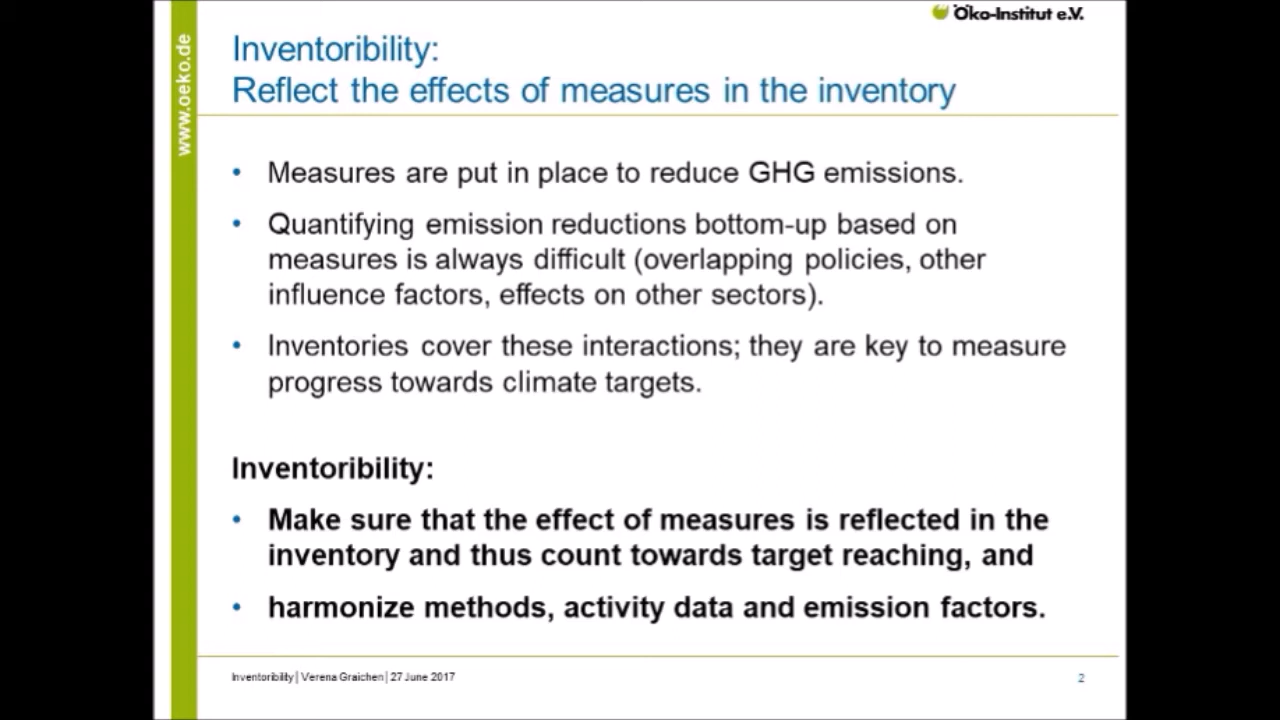 Öko-Institut e.V.
www.oeko.de
Inventoribility:
Reflect the effects of measures in the inventory
• Measures are put in place to reduce GHG emissions.
• Quantifying emission reductions bottom-up based on
measures is always difficult (overlapping policies, other
influence factors, effects on other sectors).
• Inventories cover these interactions; they are key to measure
progress towards climate targets.
Inventoribility:
• Make sure that the effect of measures is reflected in the
inventory and thus count towards target reaching, and
• harmonize methods, activity data and emission factors.
Inventoribility | Verena Graichen | 27 June 2017
2